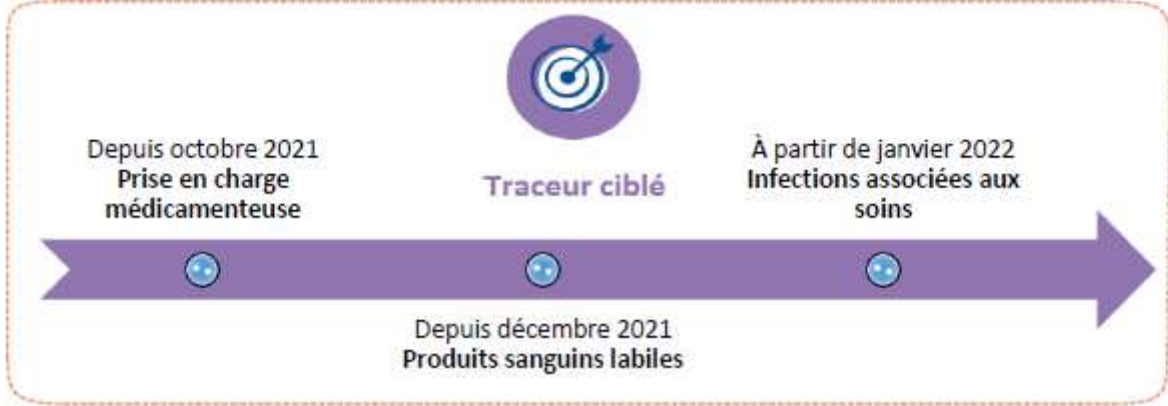 Depuis octobre 2021
Prise en charge
médicamenteuse
Traceur ciblé
À partir de janvier 2022
Infections associées aux
soins
Depuis décembre 2021
Produits sanguins labiles